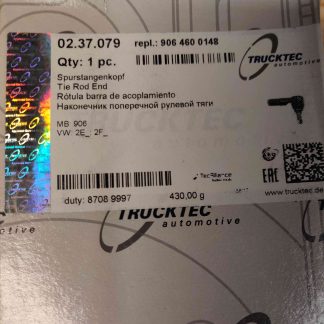 02.37.079 repl.: 906 460 0148
Qty: 1 pc.
TRUCKTEC
automotive
Spurstangenkopf
Tie Rod End
Rótula barra de acoplamiento
Наконечник поперечной рулевой тяги
MB: 906
VW: 2E_, 2F_
TecAlliance
EAC
www.trucktec.de
duty: 8708 9997 430,00 g
TRUCKTEC
automotive